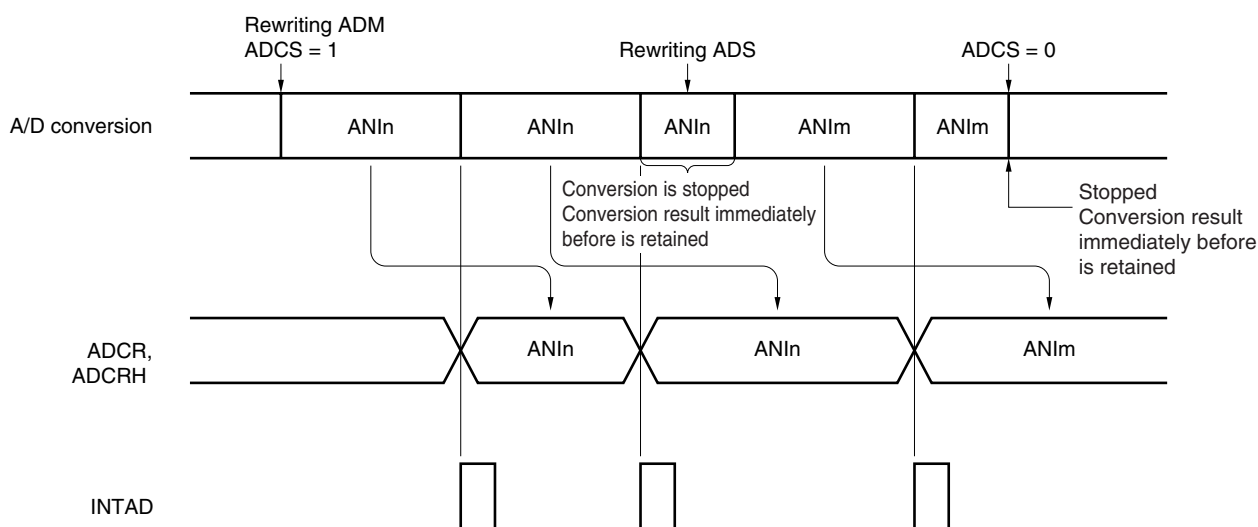 Rewriting ADM
ADCS = 1
Rewriting ADS
ADCS = 0
A/D conversion
ANIn
ANIn
ANIn
ANIm
ANIm
Conversion is stopped
Conversion result immediately
before is retained
Stopped
Conversion result
immediately before
is retained
ADCR,
ADCRH
ANIn
ANIn
ANIm
INTAD